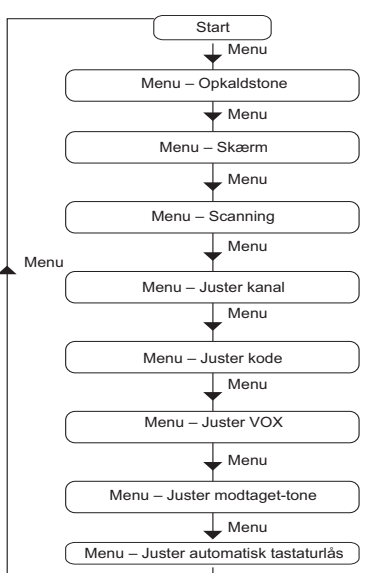 Start
Menu
Menu – Opkaldstone
Menu
Menu – Skærm
Menu
Menu – Scanning
Menu
Menu
Menu – Juster kanal
Menu
Menu – Juster kode
Menu
Menu – Juster VOX
Menu
Menu – Juster modtaget-tone
Menu
Menu – Juster automatisk tastaturlås